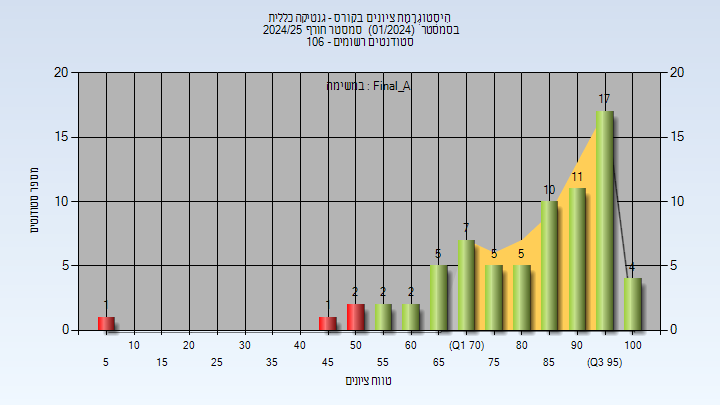 היסטוגרמת ציונים בקורס - גנטיקה כללית
בסמסטר (01/2024) סמסטר חורף 2024/25
סטודנטים רשומים - 106
במשימה : Final_A
מספר סטודנטים
20
15
10
5
0
20
15
10
5
0
1
1
2
2
2
5
7
5
5
10
11
17
4
10 20 30 40 50 60 (Q1 70) 80 90 100
5 15 25 35 45 55 65 75 85 (Q3 95)
טווח ציונים